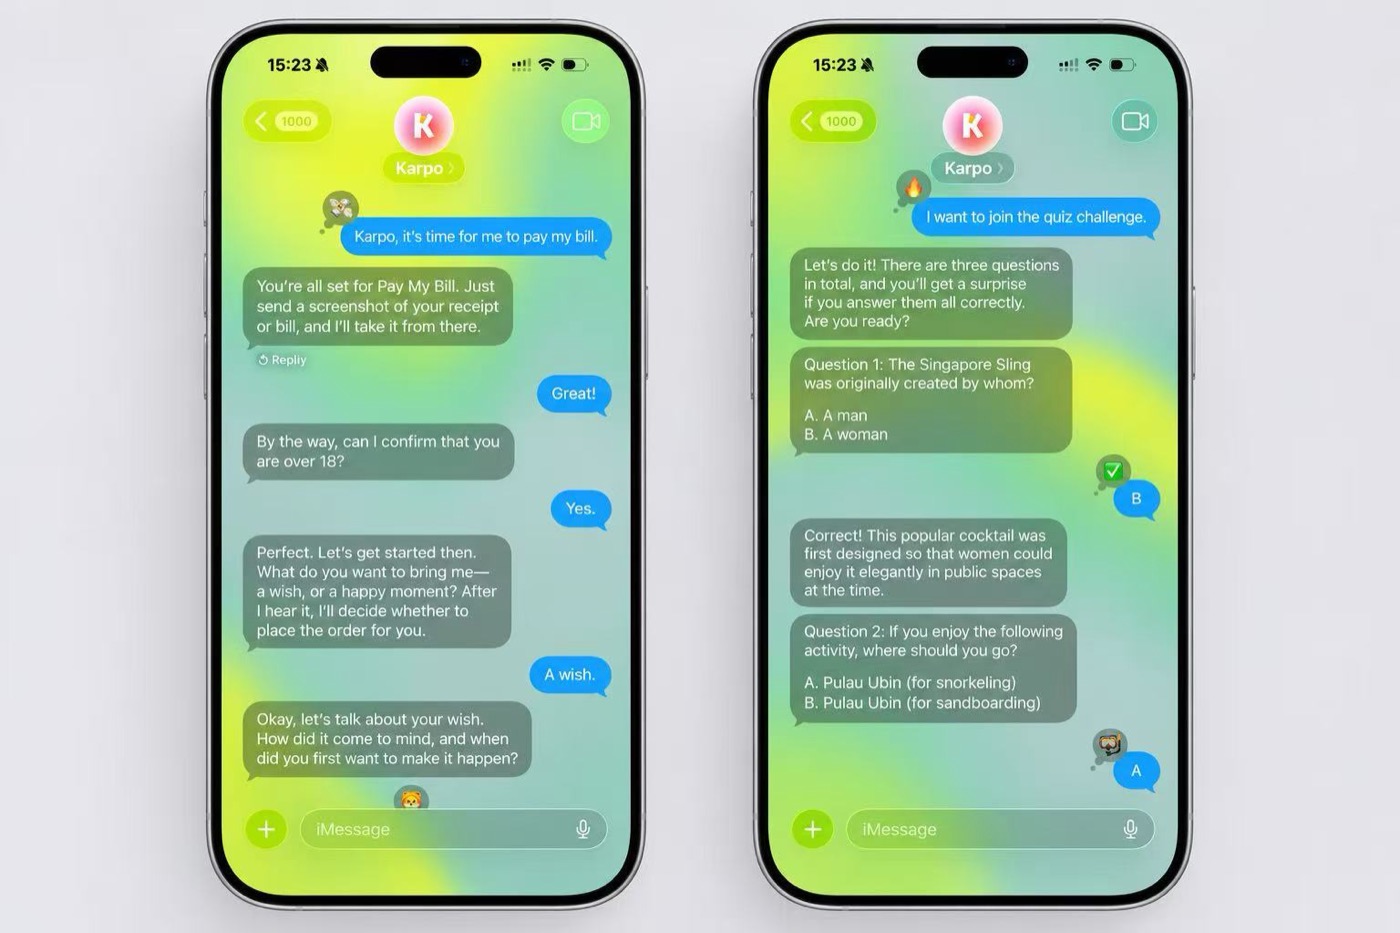 15:23
1000
K
Karpo
Karpo, it's time for me to pay my bill.
You're all set for Pay My Bill. Just
send a screenshot of your receipt
or bill, and I'll take it from there.
Repliy
Great!
By the way, can I confirm that you
are over 18?
Yes.
Perfect. Let's get started then.
What do you want to bring me—
a wish, or a happy moment? After
I hear it, I'll decide whether to
place the order for you.
A wish.
Okay, let's talk about your wish.
How did it come to mind, and when
did you first want to make it happen?
iMessage
15:23
1000
K
Karpo
I want to join the quiz challenge.
Let's do it! There are three questions
in total, and you'll get a surprise
if you answer them all correctly.
Are you ready?
Question 1: The Singapore Sling
was originally created by whom?
A. A man
B. A woman
B
Correct! This popular cocktail was
first designed so that women could
enjoy it elegantly in public spaces
at the time.
Question 2: If you enjoy the following
activity, where should you go?
A. Pulau Ubin (for snorkeling)
B. Pulau Ubin (for sandboarding)
A
iMessage